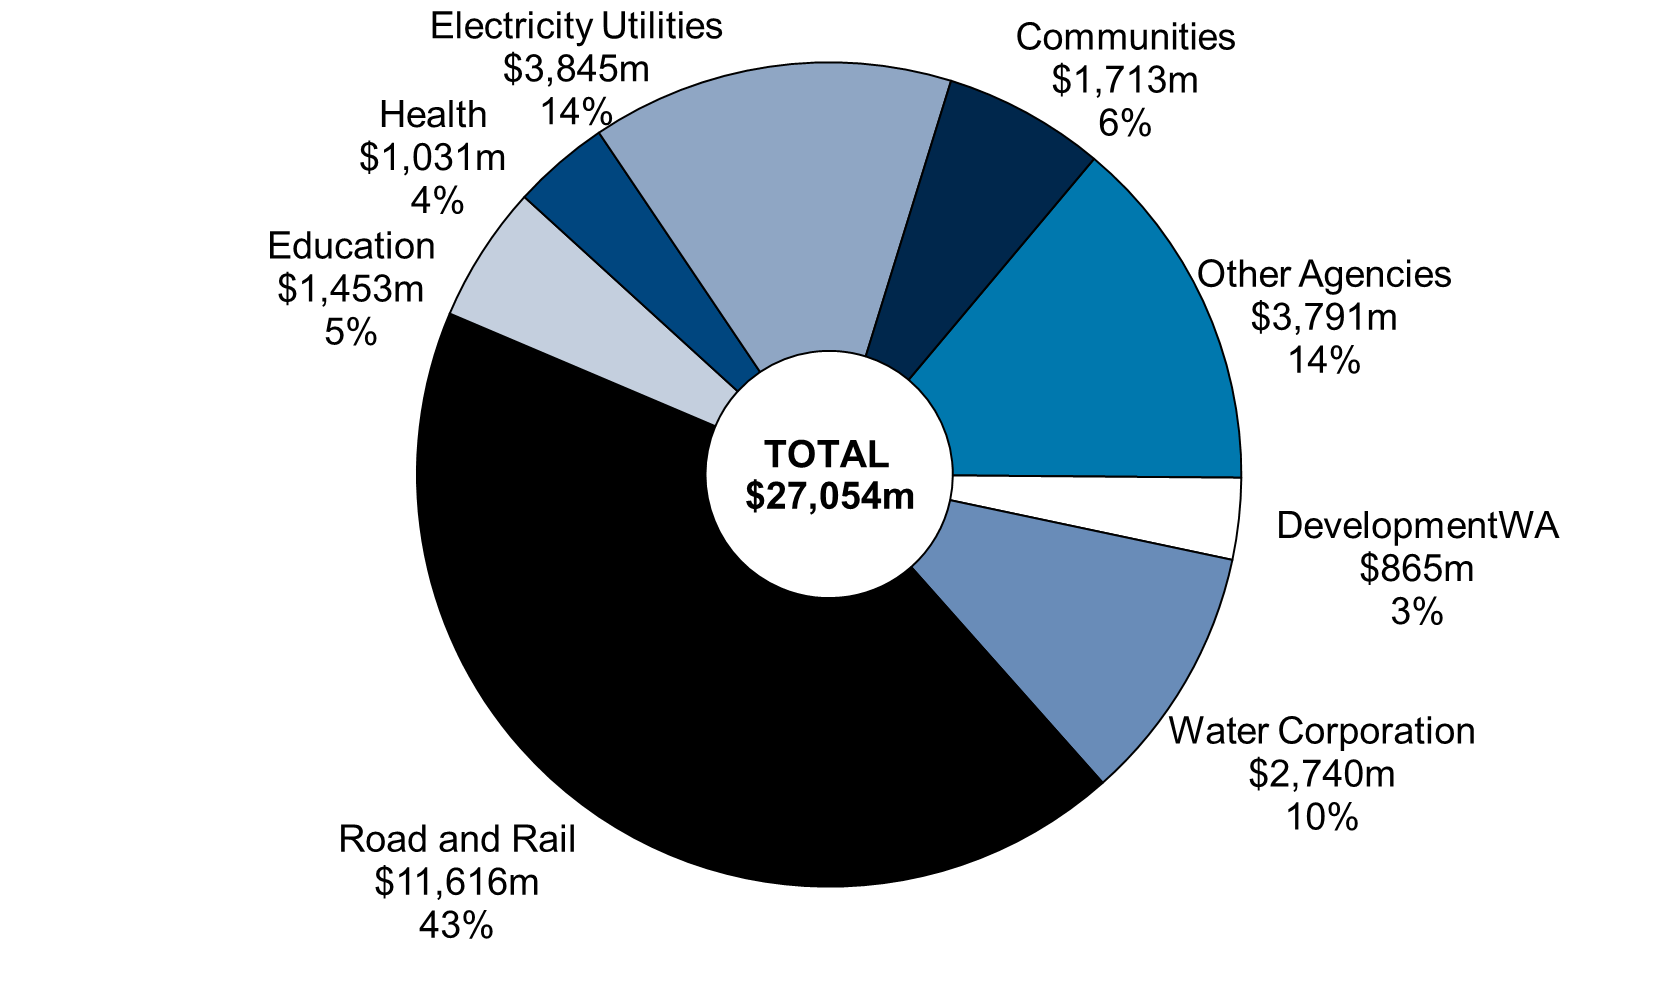 Electricity Utilities
$3,845m
14%
Communities
$1,713m
6%
Health
$1,031m
4%
Education
$1,453m
5%
Other Agencies
$3,791m
14%
TOTAL
$27,054m
DevelopmentWA
$865m
3%
Water Corporation
$2,740m
10%
Road and Rail
$11,616m
43%